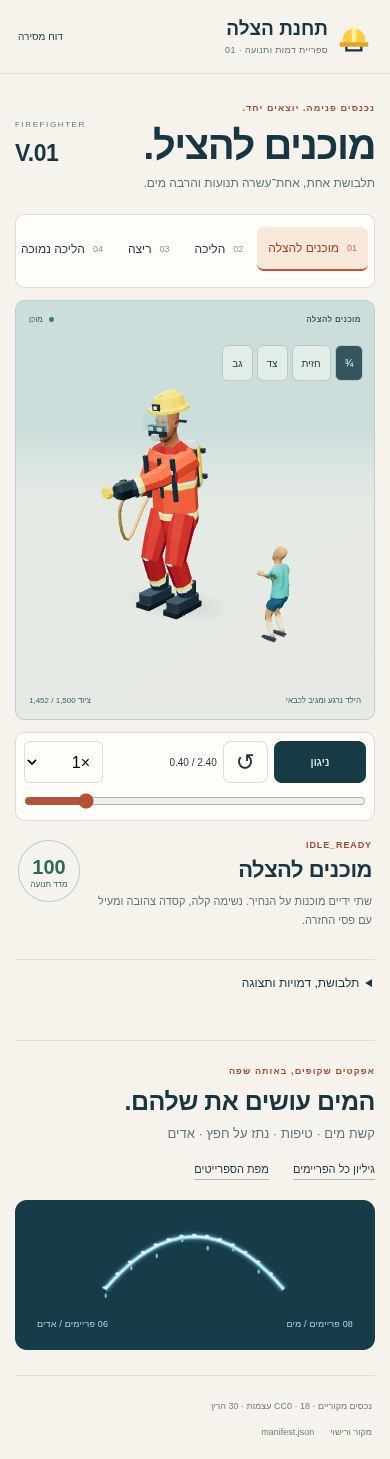 תחנת הצלה
ספריית דמות ותנועה · 01
דוח מסירה
נכנסים פנימה. יוצאים יחד.
מוכנים להציל.
תלבושת אחת, אחת־עשרה תנועות והרבה מים.
FIREFIGHTER
V.01
01 מוכנים להצלה
02 הליכה
03 ריצה
04 הליכה נמוכה
מוכנים להצלה
מוכן
¾
חזית
צד
גב
הילד נרגע ומגיב לכבאי
ציוד 1,500 / 1,452
ניגון
↺
0.40 / 2.40
1×
IDLE_READY
מוכנים להצלה
שתי ידיים מוכנות על הנחיר. נשימה קלה, קסדה צהובה ומעיל
עם פסי החזרה.
100
מדד תנועה
תלבושת, דמויות ותצוגה
אפקטים שקופים, באותה שפה
המים עושים את שלהם.
קשת מים · טיפות · נתז על חפץ · אדים
גיליון כל הפריימים
מפת הספרייטים
08 פריימים / מים
06 פריימים / אדים
נכסים מקוריים · CC0 · 18 עצמות · 30 הרץ
מקור ורישוי
manifest.json